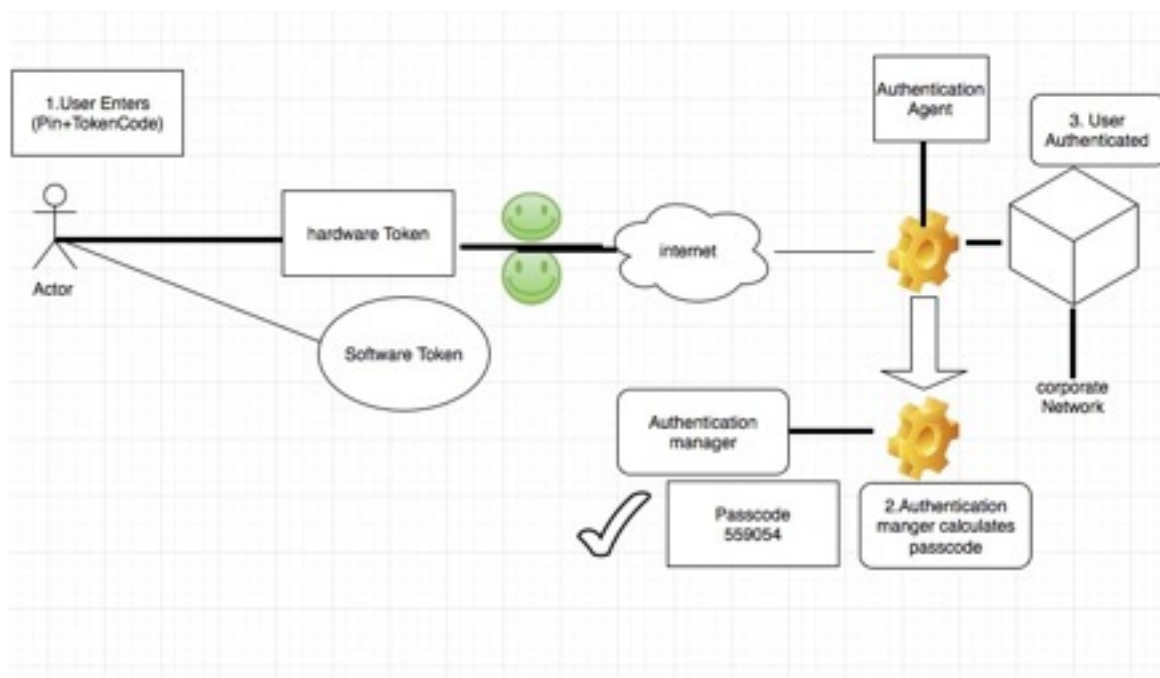 1.User Enters
(Pin+TokenCode)
Authentication
Agent
3. User
Authenticated
hardware Token
internet
Actor
Software Token
corporate
Network
Authentication
manager
Passcode
559054
2.Authentication
manger calculates
passcode